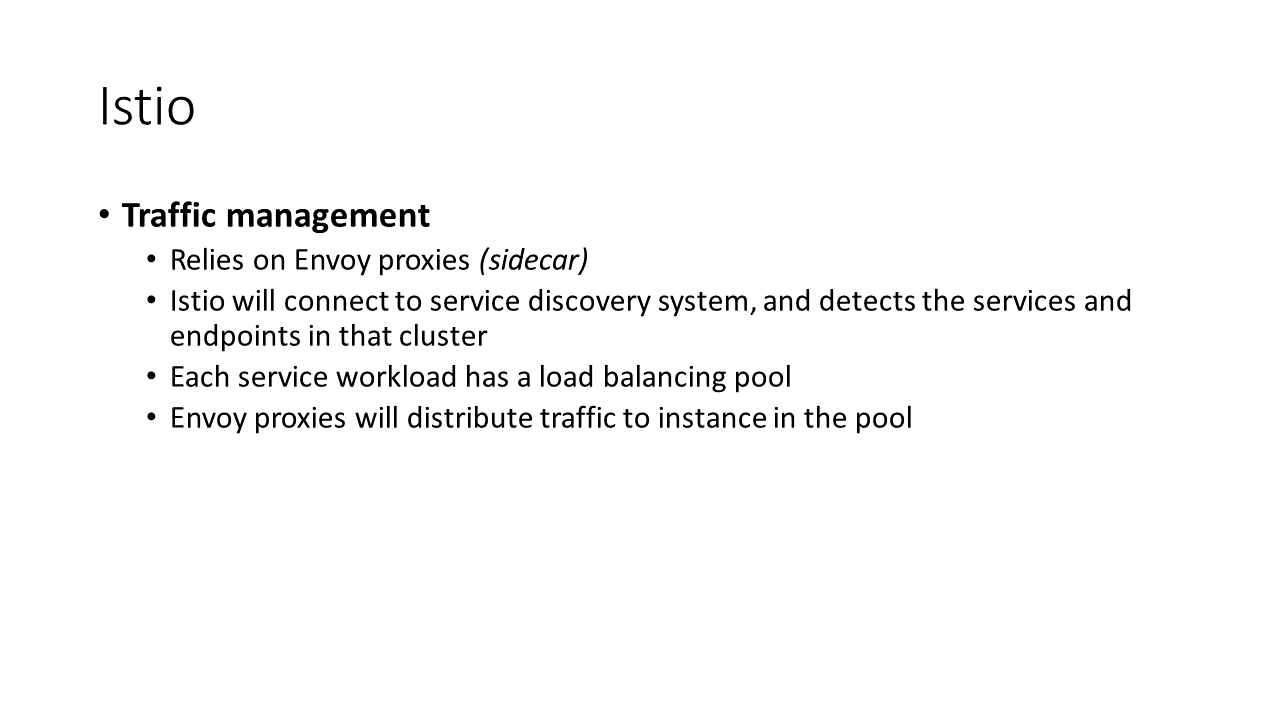 Istio
• Traffic management
• Relies on Envoy proxies (sidecar)
• Istio will connect to service discovery system, and detects the services and
endpoints in that cluster
• Each service workload has a load balancing pool
• Envoy proxies will distribute traffic to instance in the pool